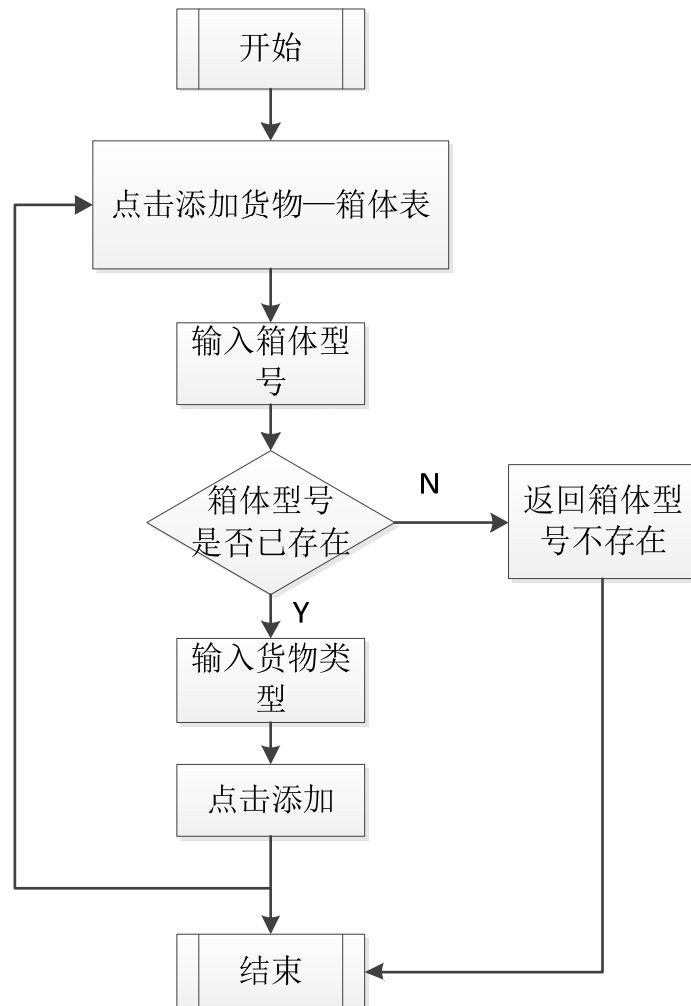 开始
点击添加货物—箱体表
输入箱体型
号
箱体型号
是否已存在
N
返回箱体型
号不存在
Y
输入货物类
型
点击添加
结束